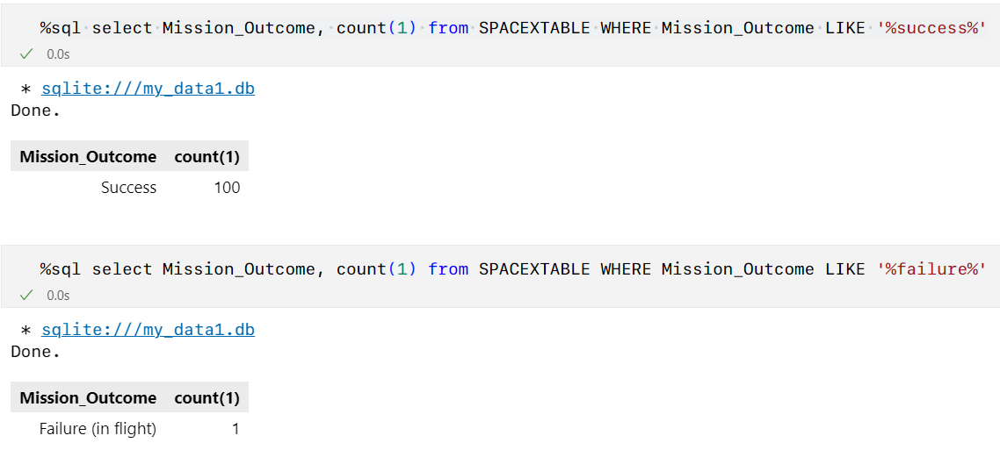 %sql select Mission_Outcome, count(1) from SPACEXTABLE WHERE Mission_Outcome LIKE '%success%'
0.0s
* sqlite:///my_data1.db
Done.
Mission_Outcome count(1)
Success 100
%sql select Mission_Outcome, count(1) from SPACEXTABLE WHERE Mission_Outcome LIKE '%failure%'
0.0s
* sqlite:///my_data1.db
Done.
Mission_Outcome count(1)
Failure (in flight) 1